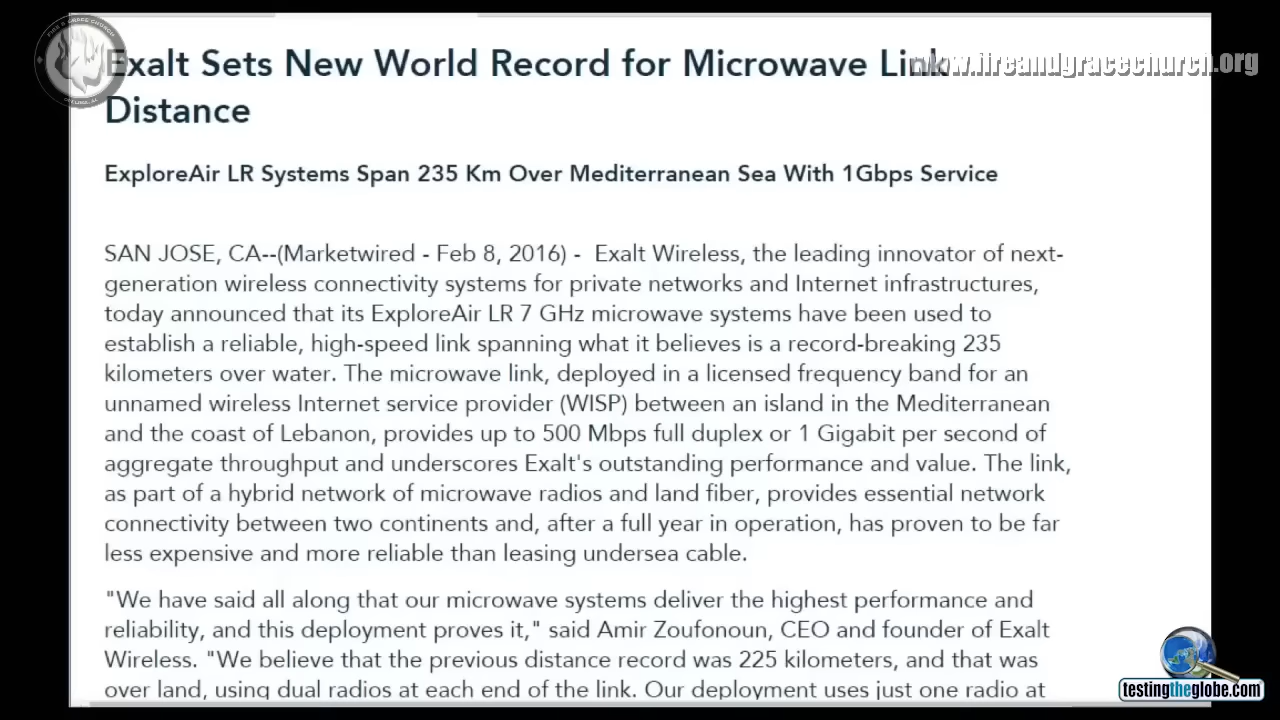 Exalt Sets New World Record for Microwave Link
www.fireandgracechurch.org
Distance
ExploreAir LR Systems Span 235 Km Over Mediterranean Sea With 1Gbps Service
SAN JOSE, CA--(Marketwired - Feb 8, 2016) - Exalt Wireless, the leading innovator of next-
generation wireless connectivity systems for private networks and Internet infrastructures,
today announced that its ExploreAir LR 7 GHz microwave systems have been used to
establish a reliable, high-speed link spanning what it believes is a record-breaking 235
kilometers over water. The microwave link, deployed in a licensed frequency band for an
unnamed wireless Internet service provider (WISP) between an island in the Mediterranean
and the coast of Lebanon, provides up to 500 Mbps full duplex or 1 Gigabit per second of
aggregate throughput and underscores Exalt's outstanding performance and value. The link,
as part of a hybrid network of microwave radios and land fiber, provides essential network
connectivity between two continents and, after a full year in operation, has proven to be far
less expensive and more reliable than leasing undersea cable.
"We have said all along that our microwave systems deliver the highest performance and
reliability, and this deployment proves it," said Amir Zoufonoun, CEO and founder of Exalt
Wireless. "We believe that the previous distance record was 225 kilometers, and that was
over land, using dual radios at each end of the link. Our deployment uses just one radio at
testingtheglobe.com